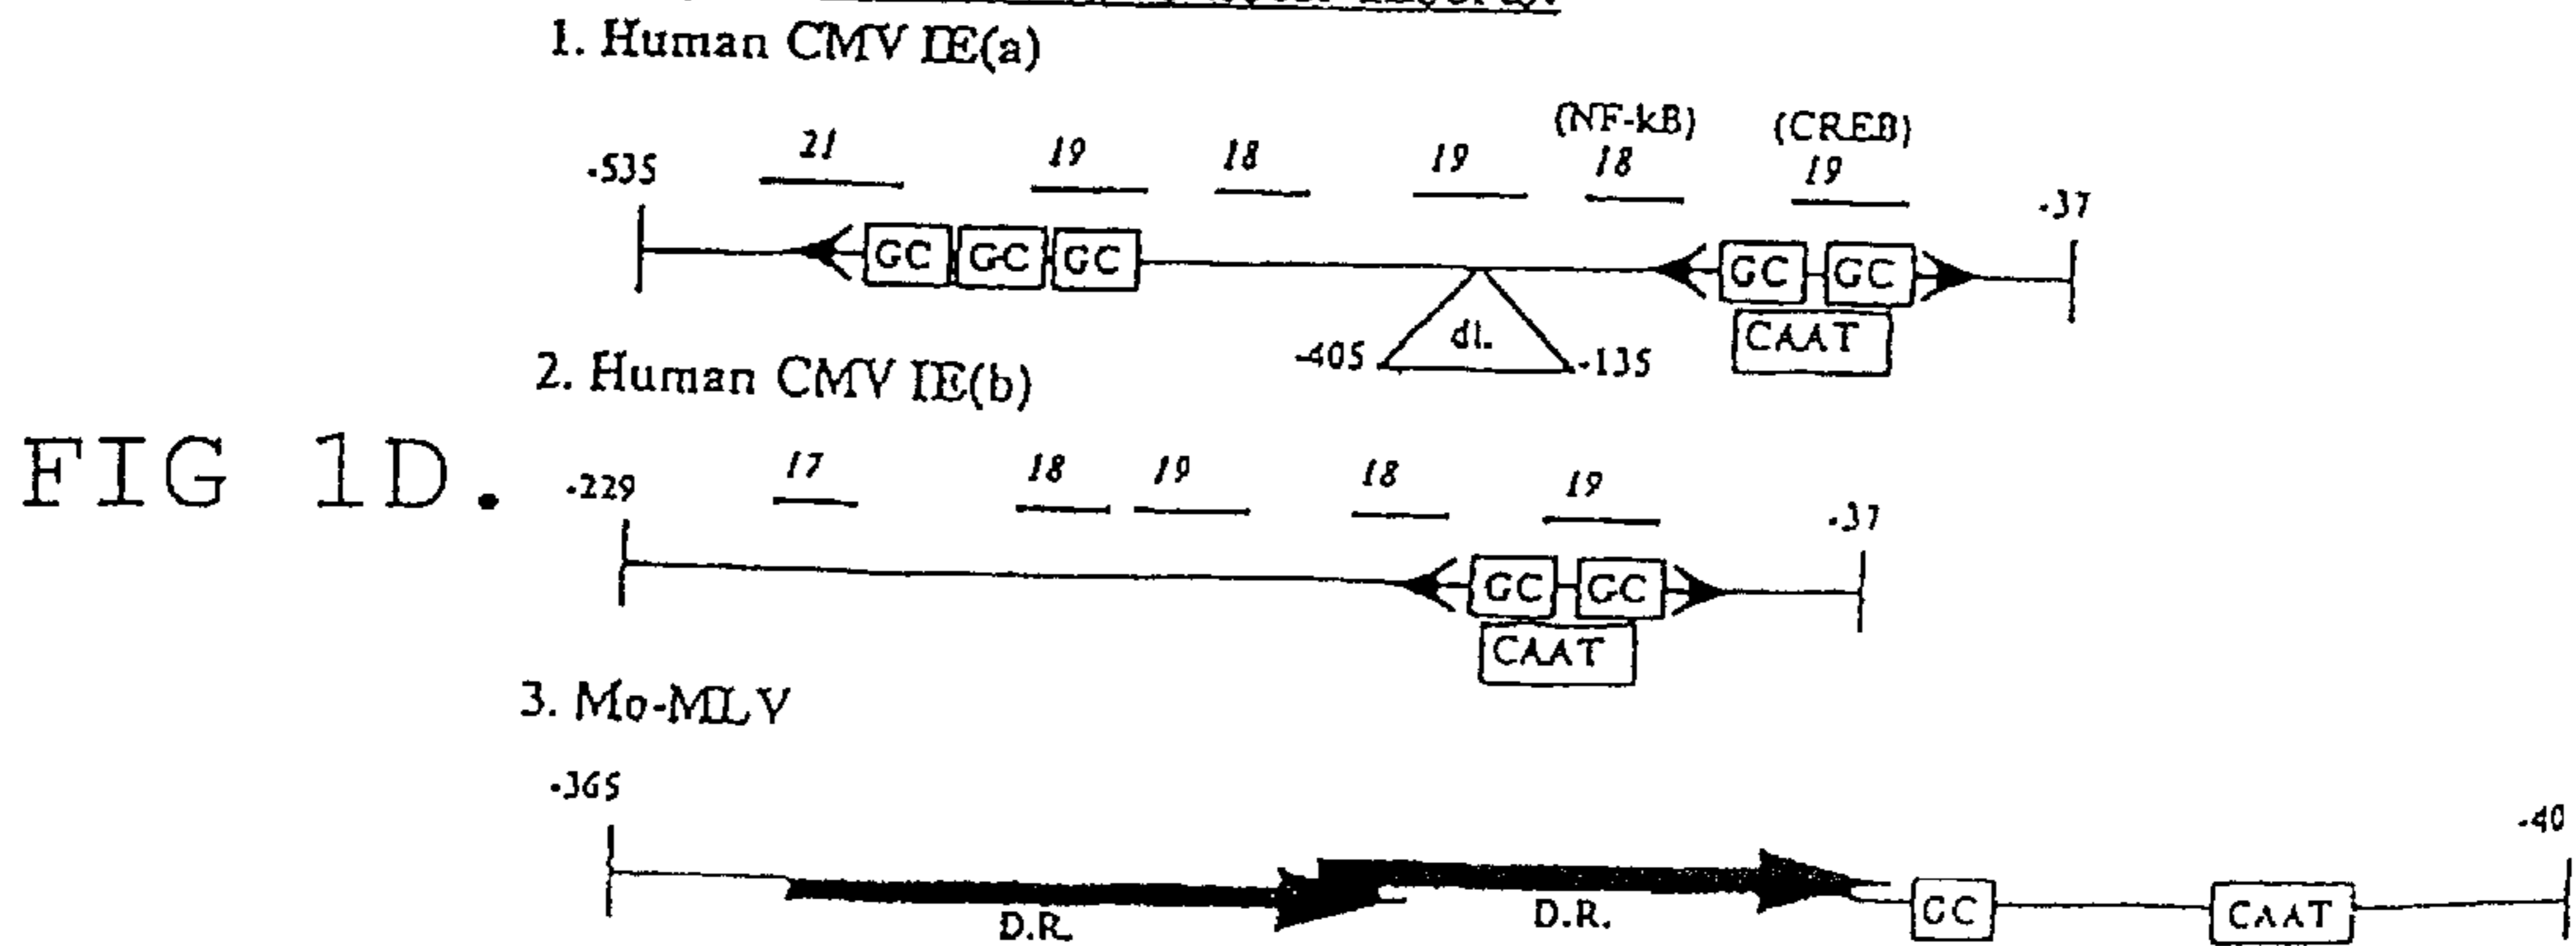 1. Human CMV IE(a)
(NF-kB) (CREB)
-535 21 19 18 19 18 19 -37
GC GC GC GC GC
dl.
CAAT
-405 -135
2. Human CMV IE(b)
FIG 1D.
-229 17 18 19 18 19 -37
GC GC
CAAT
3. Mo-MLV
-365 -40
D.R. D.R. GC CAAT